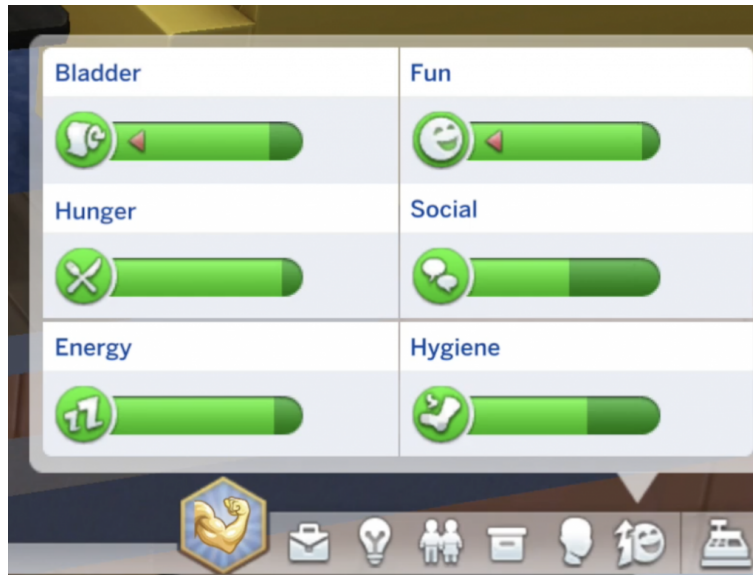 Bladder
Fun
Hunger
Social
Energy
Hygiene